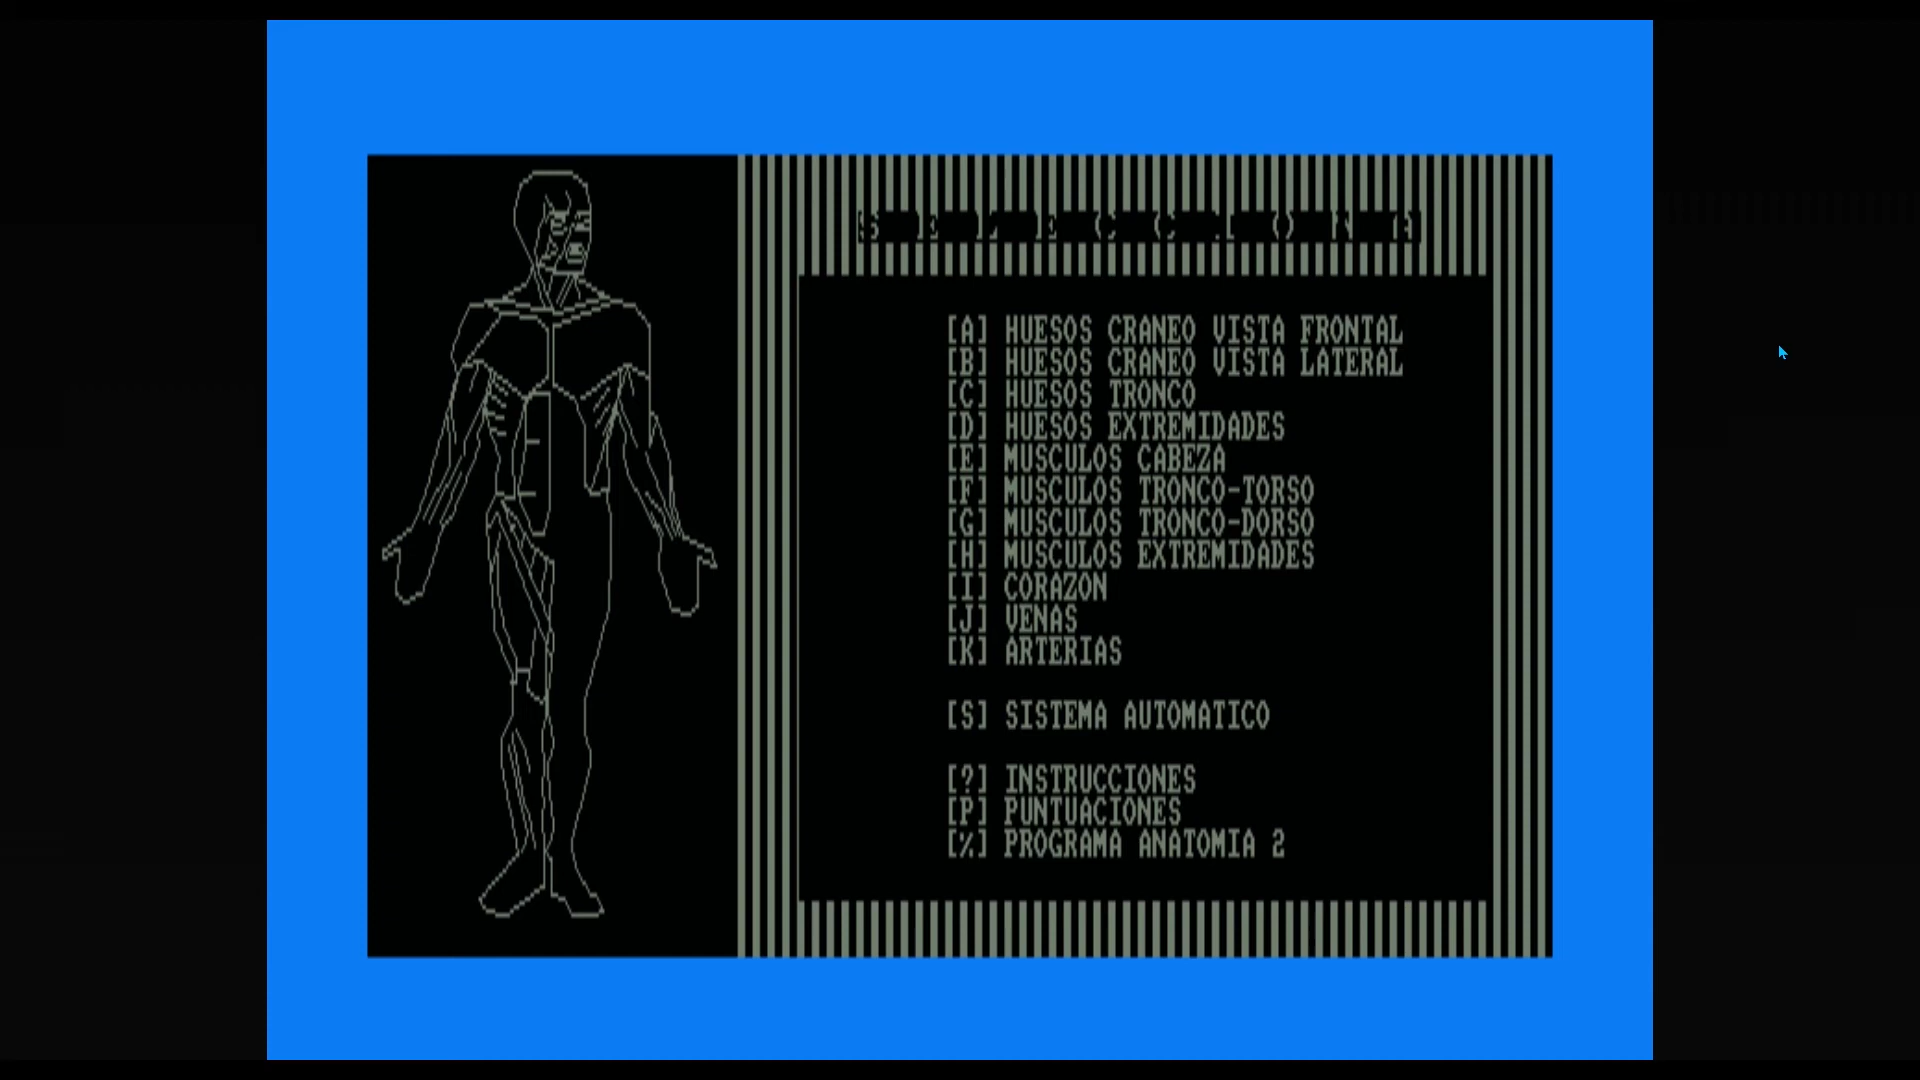 SELECCIONA
[A] HUESOS CRANEO VISTA FRONTAL
[B] HUESOS CRANEO VISTA LATERAL
[C] HUESOS TRONCO
[D] HUESOS EXTREMIDADES
[E] MUSCULOS CABEZA
[F] MUSCULOS TRONCO-TORSO
[G] MUSCULOS TRONCO-DORSO
[H] MUSCULOS EXTREMIDADES
[I] CORAZON
[J] VENAS
[K] ARTERIAS
[S] SISTEMA AUTOMATICO
[?] INSTRUCCIONES
[P] PUNTUACIONES
[%] PROGRAMA ANATOMIA 2